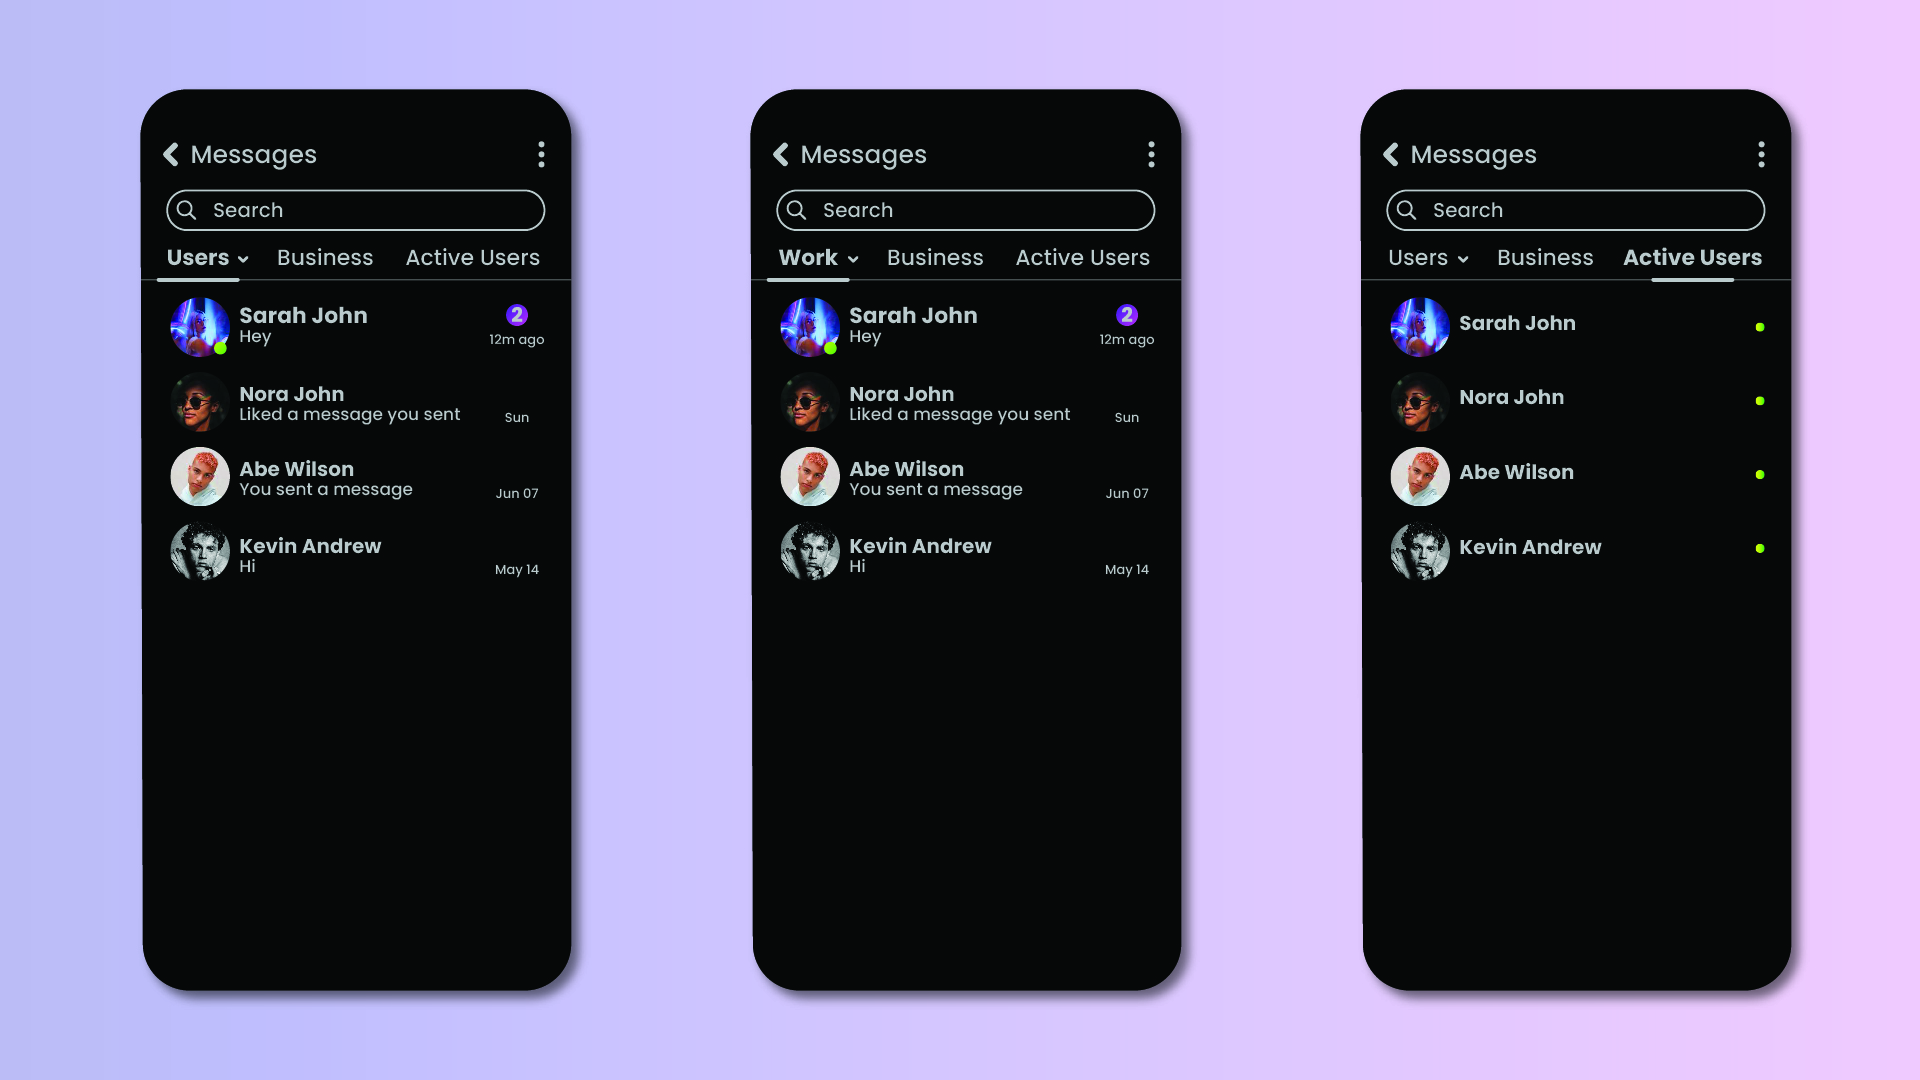 Messages
Search
Users Business Active Users
Sarah John 2
Hey 12m ago
Nora John
Liked a message you sent Sun
Abe Wilson
You sent a message Jun 07
Kevin Andrew
Hi May 14
Messages
Search
Work Business Active Users
Sarah John 2
Hey 12m ago
Nora John
Liked a message you sent Sun
Abe Wilson
You sent a message Jun 07
Kevin Andrew
Hi May 14
Messages
Search
Users Business Active Users
Sarah John
Nora John
Abe Wilson
Kevin Andrew